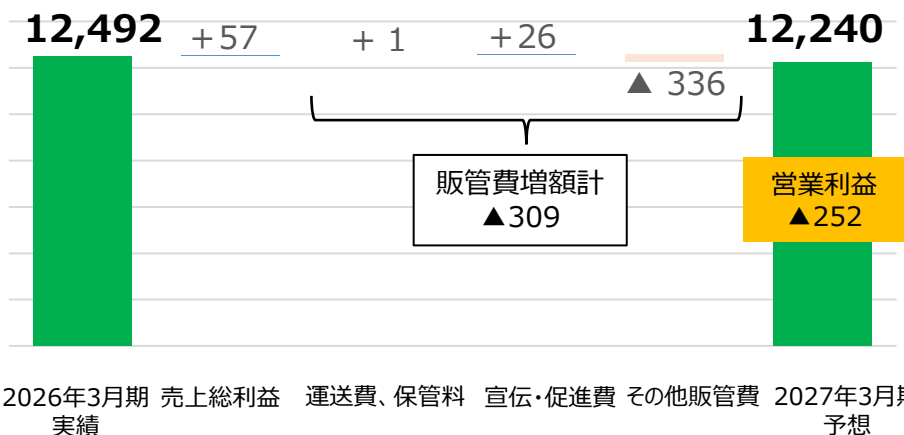 12,492
+57
+ 1
+26
▲ 336
12,240
販管費増額計
▲309
営業利益
▲252
2026年3月期
実績
売上総利益
運送費、保管料
宣伝・促進費
その他販管費
2027年3月期
予想